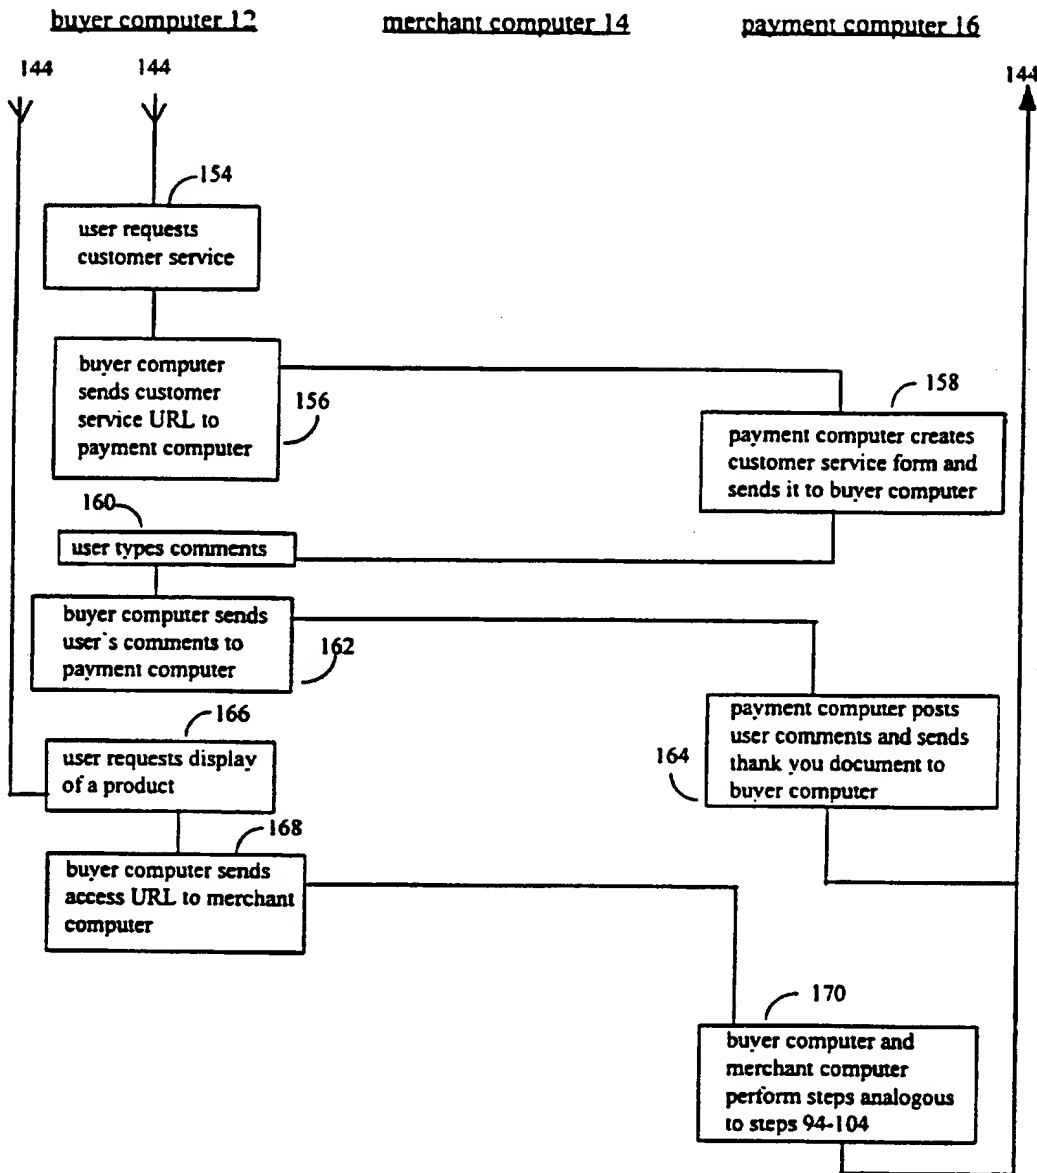 buyer computer 12
merchant computer 14
payment computer 16
144
144
144
154
user requests
customer service
buyer computer
sends customer
service URL to
payment computer
156
158
payment computer creates
customer service form and
sends it to buyer computer
160
user types comments
buyer computer sends
user's comments to
payment computer
162
payment computer posts
user comments and sends
thank you document to
buyer computer
164
166
user requests display
of a product
168
buyer computer sends
access URL to merchant
computer
170
buyer computer and
merchant computer
perform steps analogous
to steps 94-104